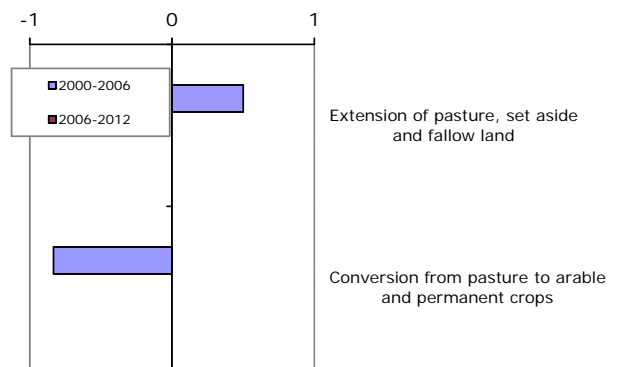 -1 0 1
2000-2006
2006-2012
Extension of pasture, set aside
and fallow land
Conversion from pasture to arable
and permanent crops